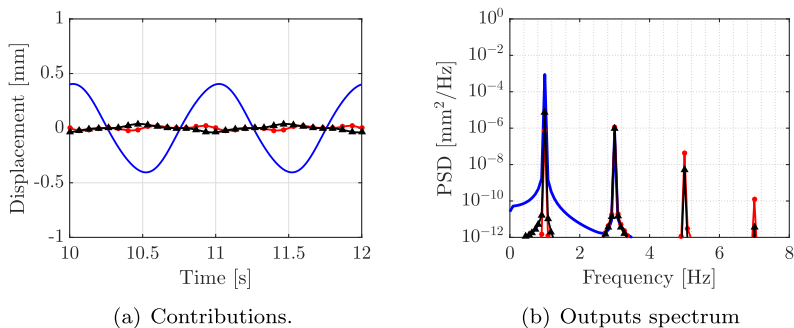 1
0.5
0
-0.5
-1
Displacement [mm]
10 10.5 11 11.5 12
Time [s]
(a) Contributions.
10^0
10^-2
10^-4
10^-6
10^-8
10^-10
10^-12
PSD [mm^2/Hz]
0 2 4 6 8
Frequency [Hz]
(b) Outputs spectrum